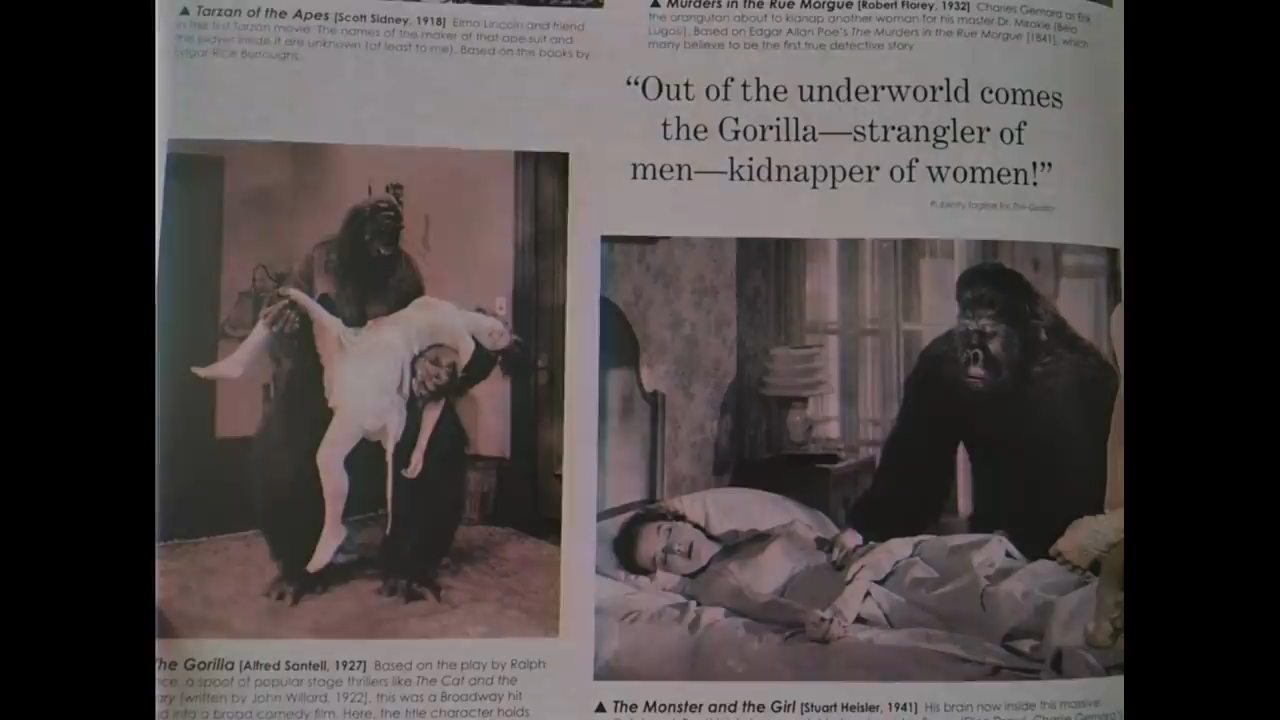 ▲ Tarzan of the Apes [Scott Sidney, 1918] Elmo Lincoln and friend
in the first Tarzan movie. The names of the maker of that ape suit and
the player inside it are unknown (at least to me). Based on the books by
Edgar Rice Burroughs.
▲ Murders in the Rue Morgue [Robert Florey, 1932] Charles Gemora as Erik
the orangutan about to kidnap another woman for his master Dr. Mirakle (Bela
Lugosi). Based on Edgar Allan Poe's The Murders in the Rue Morgue [1841], which
many believe to be the first true detective story.
“Out of the underworld comes
the Gorilla—strangler of
men—kidnapper of women!”
Publicity tagline for The Gorilla
he Gorilla [Alfred Santell, 1927] Based on the play by Ralph
ce, a spoof of popular stage thrillers like The Cat and the
ary [written by John Willard, 1922], this was a Broadway hit
d into a broad comedy film. Here, the title character holds
▲ The Monster and the Girl [Stuart Heisler, 1941] His brain now inside this massive